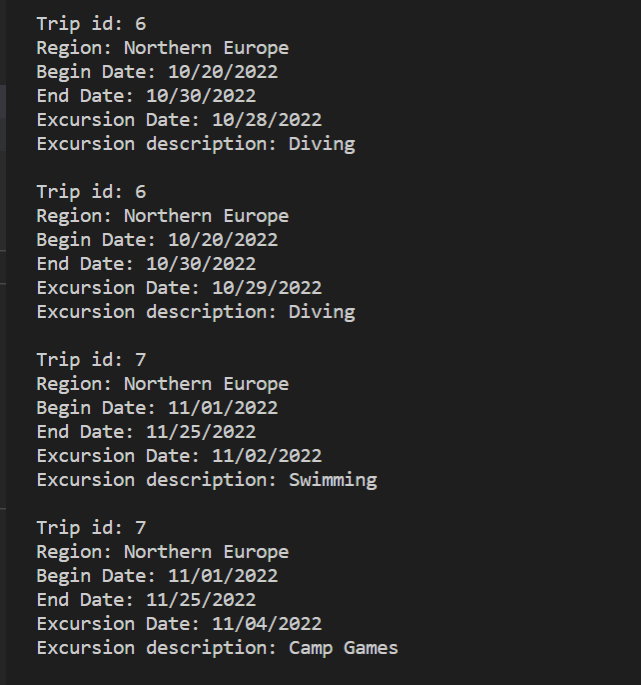 Trip id: 6
Region: Northern Europe
Begin Date: 10/20/2022
End Date: 10/30/2022
Excursion Date: 10/28/2022
Excursion description: Diving
Trip id: 6
Region: Northern Europe
Begin Date: 10/20/2022
End Date: 10/30/2022
Excursion Date: 10/29/2022
Excursion description: Diving
Trip id: 7
Region: Northern Europe
Begin Date: 11/01/2022
End Date: 11/25/2022
Excursion Date: 11/02/2022
Excursion description: Swimming
Trip id: 7
Region: Northern Europe
Begin Date: 11/01/2022
End Date: 11/25/2022
Excursion Date: 11/04/2022
Excursion description: Camp Games